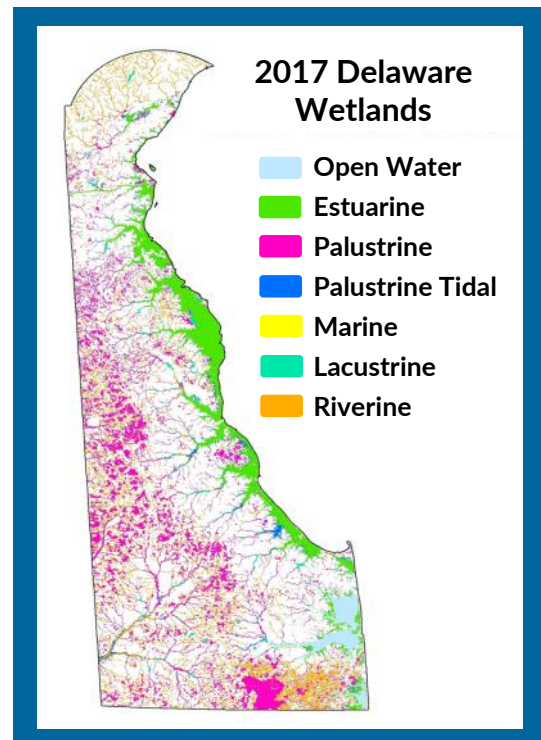 2017 Delaware
Wetlands
Open Water
Estuarine
Palustrine
Palustrine Tidal
Marine
Lacustrine
Riverine